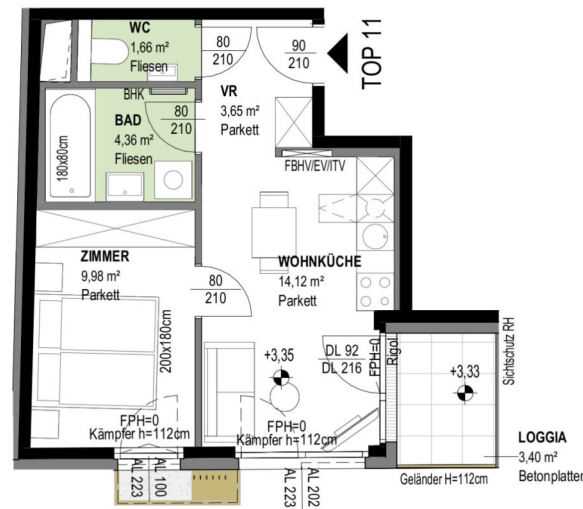 WC
1,66 m²
Fliesen
80
210
90
210
TOP 11
BHK
VR
3,65 m²
Parkett
BAD
4,36 m²
Fliesen
80
210
180x80cm
FBHV/EV/ITV
ZIMMER
9,98 m²
Parkett
WOHNKÜCHE
14,12 m²
Parkett
80
210
200x180cm
+3,35
DL 92
DL 216
FPH=0
Rigol
Sichtschutz RH
+3,33
FPH=0
Kämpfer h=112cm
FPH=0
Kämpfer h=112cm
LOGGIA
3,40 m²
Betonplatten
Geländer H=112cm
AL 100
AL 223
AL 202
AL 223